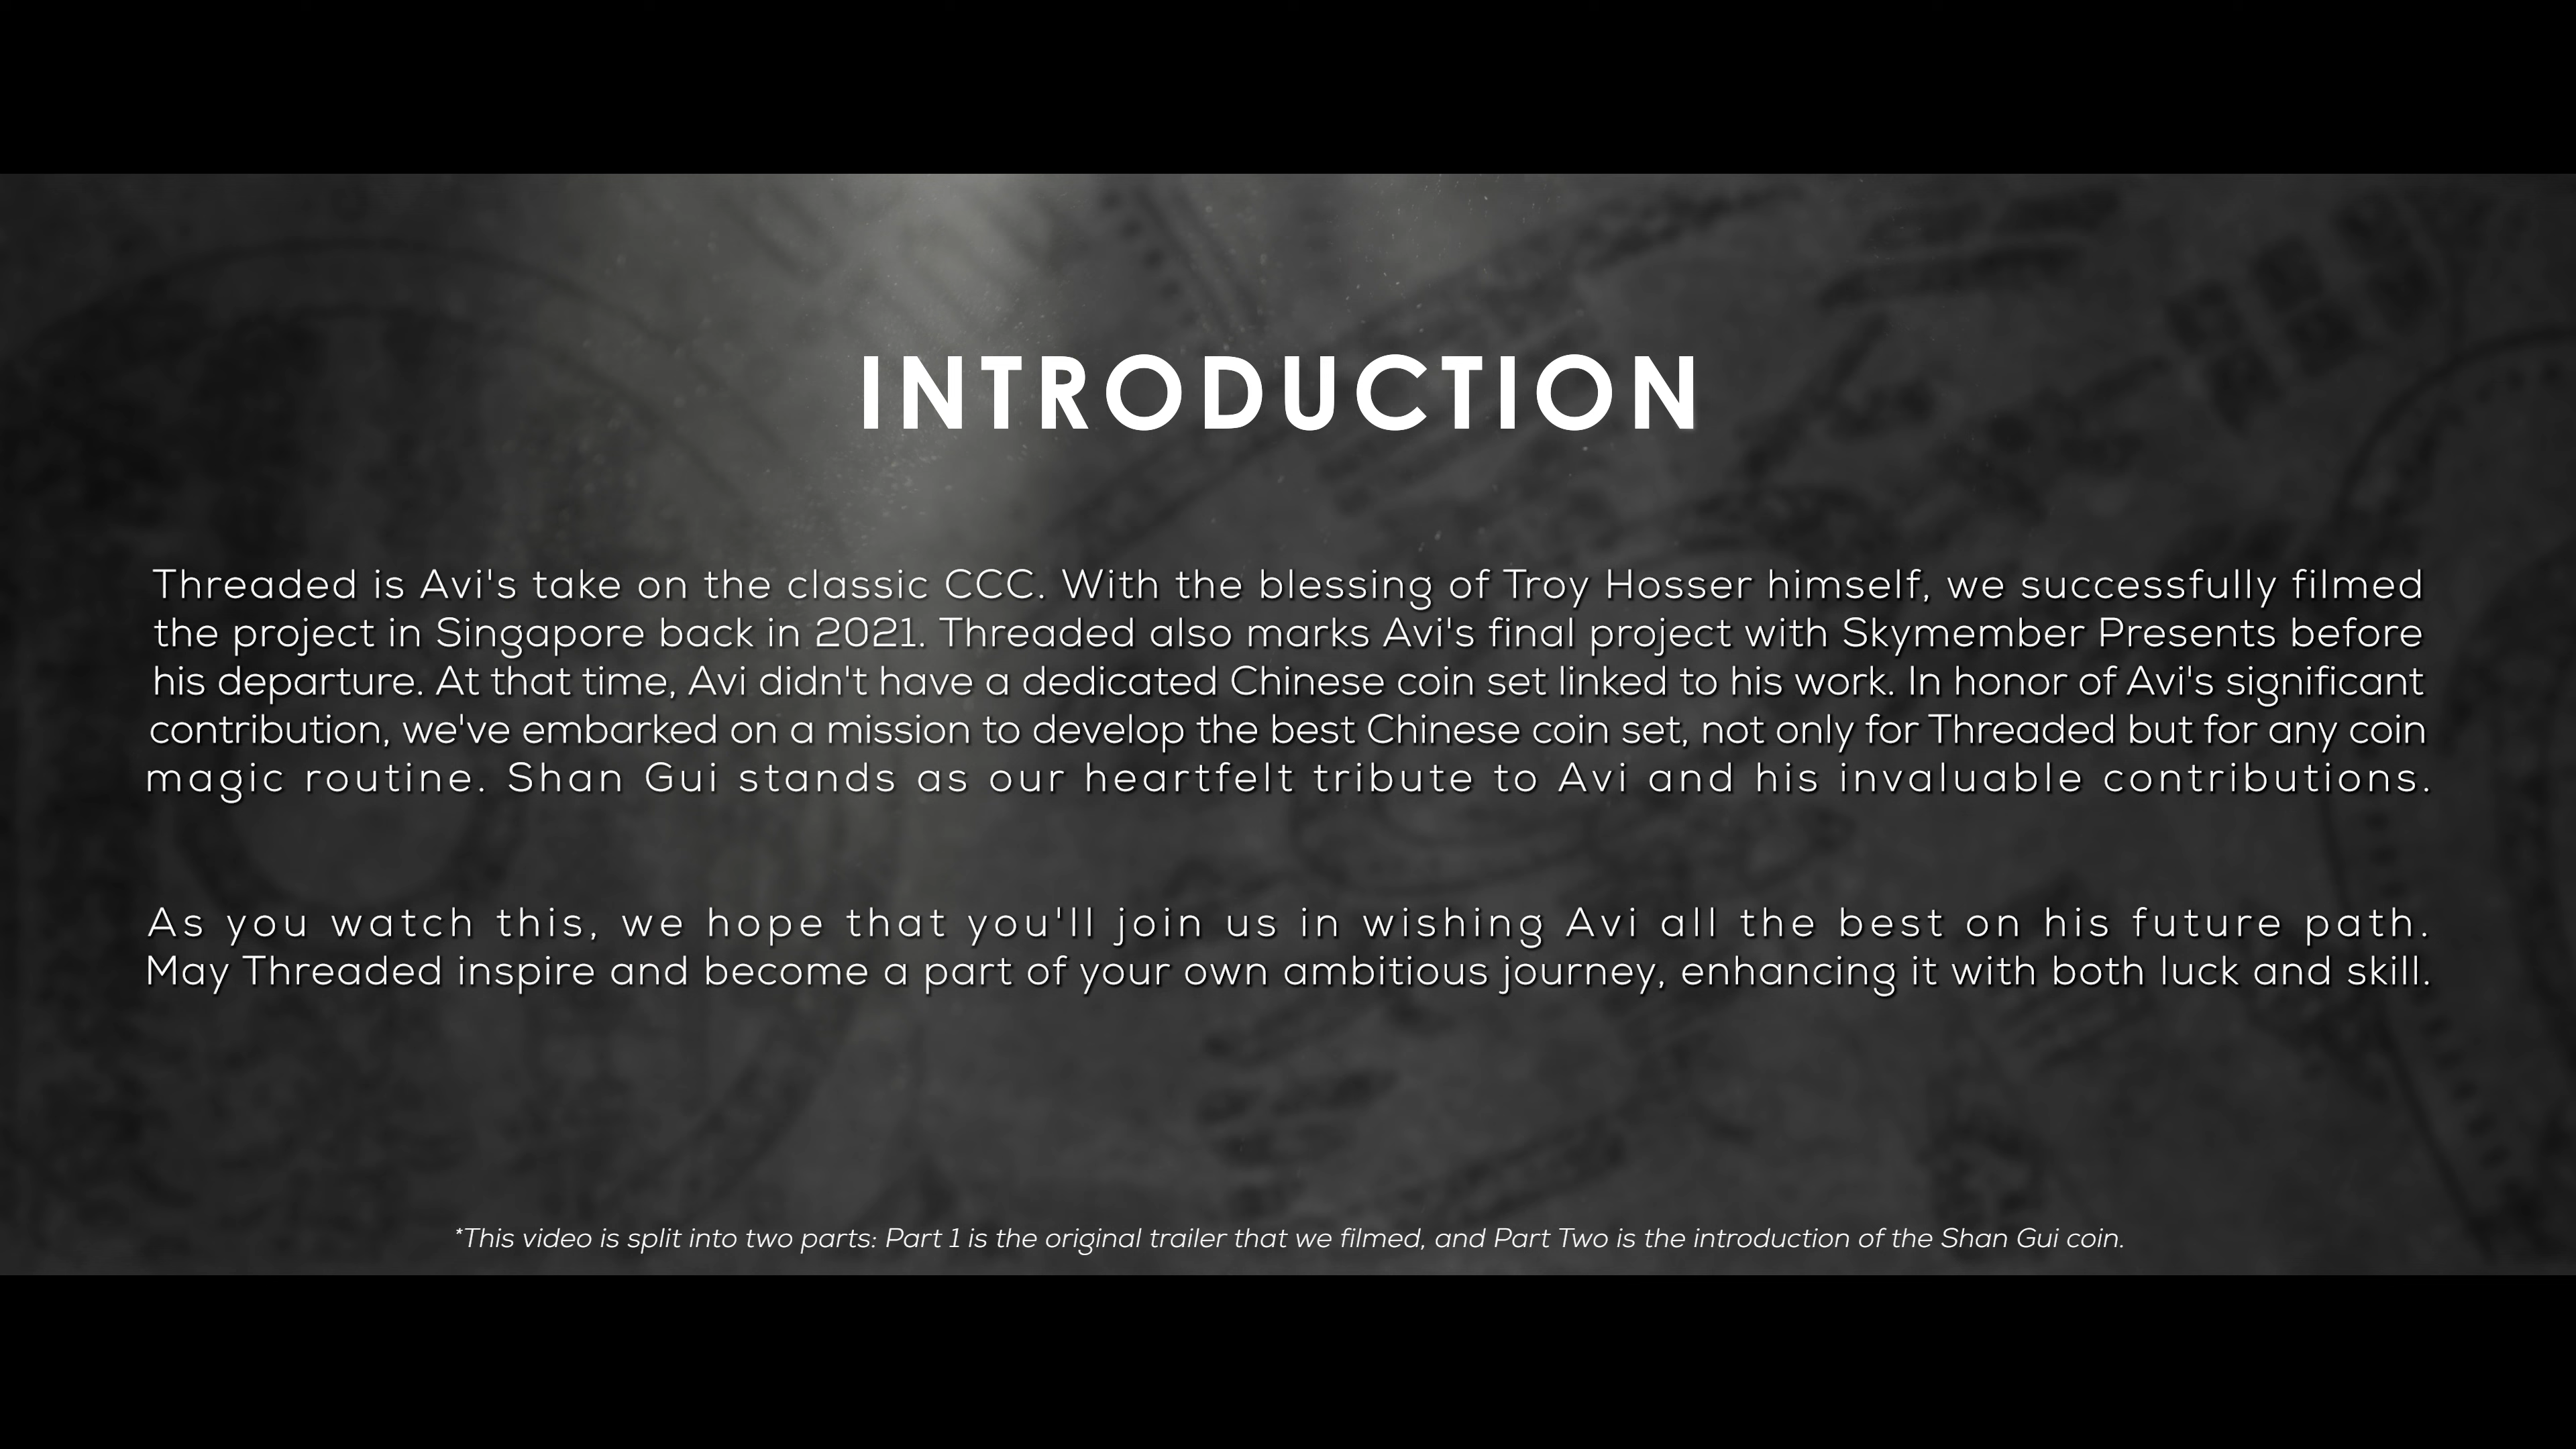 INTRODUCTION
Threaded is Avi's take on the classic CCC. With the blessing of Troy Hosser himself, we successfully filmed
the project in Singapore back in 2021. Threaded also marks Avi's final project with Skymember Presents before
his departure. At that time, Avi didn't have a dedicated Chinese coin set linked to his work. In honor of Avi's significant
contribution, we've embarked on a mission to develop the best Chinese coin set, not only for Threaded but for any coin
magic routine. Shan Gui stands as our heartfelt tribute to Avi and his invaluable contributions.
As you watch this, we hope that you'll join us in wishing Avi all the best on his future path.
May Threaded inspire and become a part of your own ambitious journey, enhancing it with both luck and skill.
*This video is split into two parts: Part 1 is the original trailer that we filmed, and Part Two is the introduction of the Shan Gui coin.